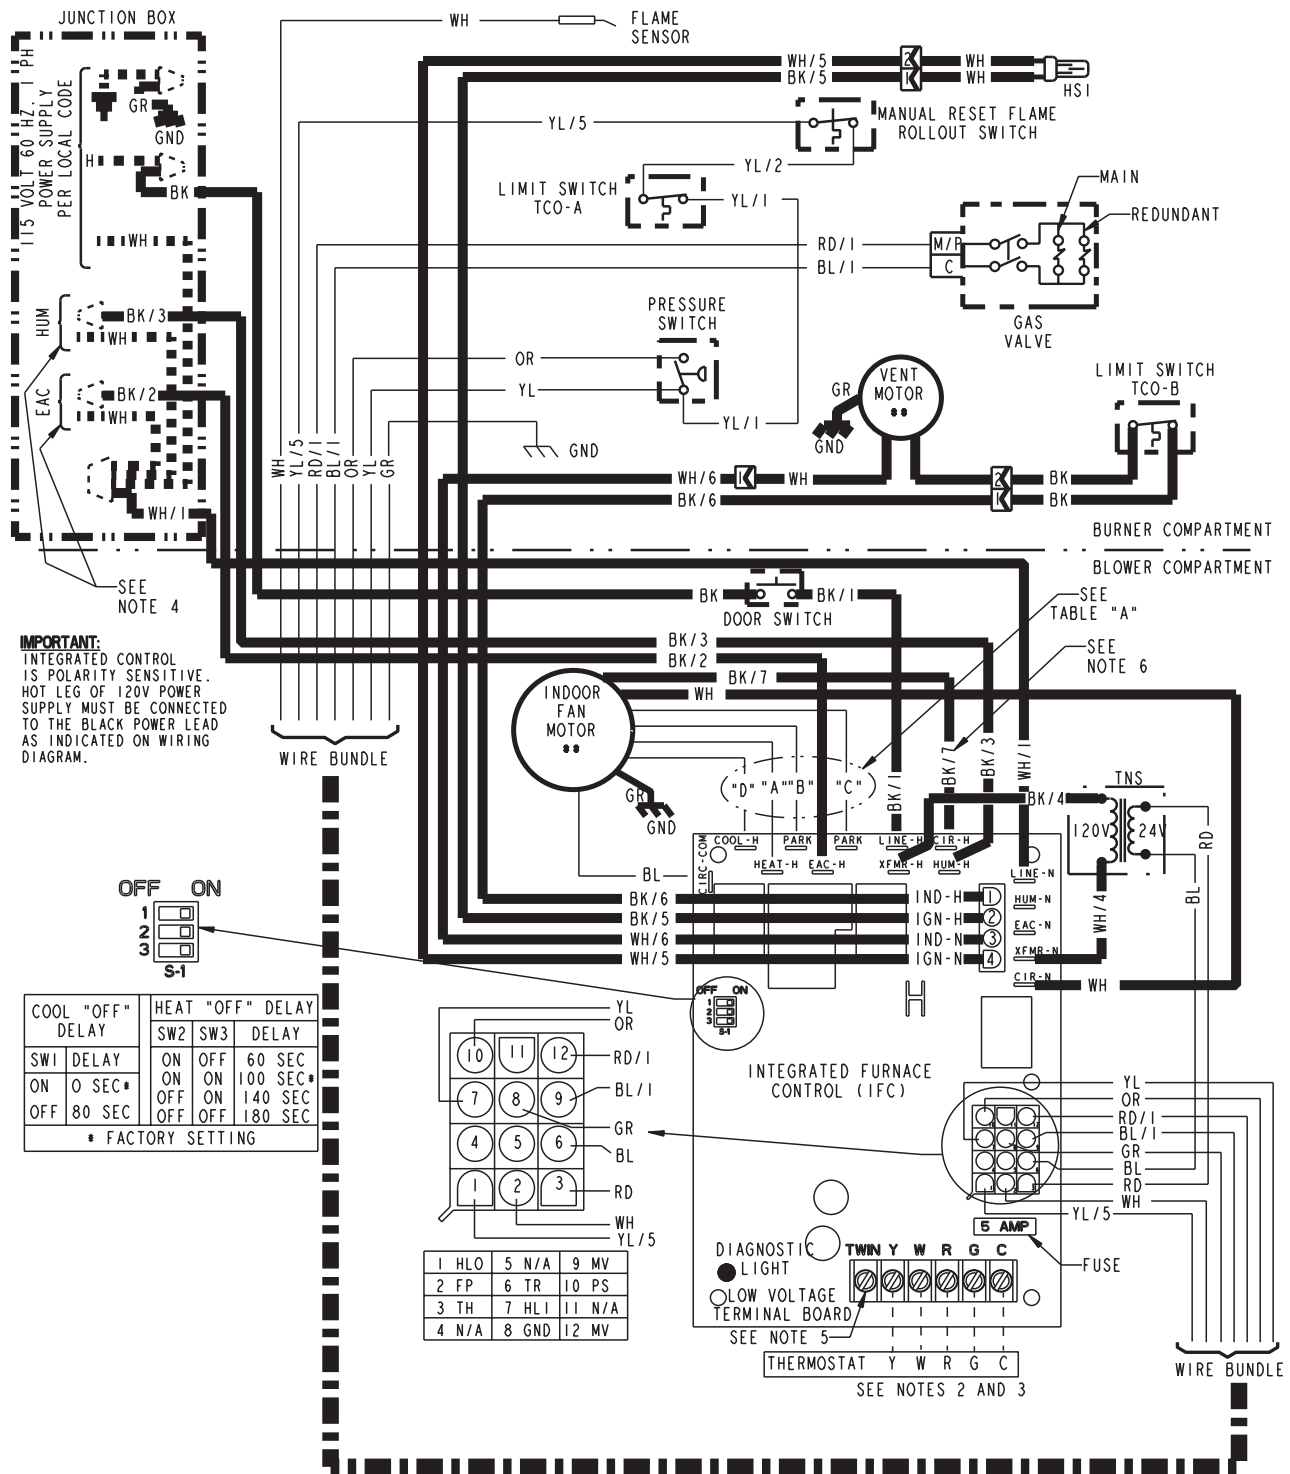 JUNCTION BOX
115 VOLT 60 HZ. 1 PH
POWER SUPPLY
PER LOCAL CODE
GR
GND
H
BK
WH
HUM
BK/3
WH
EAC
BK/2
WH
WH/1
SEE
NOTE 4
WH
FLAME
SENSOR
WH/5
2
WH
BK/5
1
WH
HSI
MANUAL RESET FLAME
ROLLOUT SWITCH
YL/5
YL/2
LIMIT SWITCH
TCO-A
YL/1
MAIN
REDUNDANT
RD/1
M/P
BL/1
C
GAS
VALVE
PRESSURE
SWITCH
OR
YL
YL/1
GND
VENT
MOTOR
**
GR
GND
LIMIT SWITCH
TCO-B
WH
YL/5
RD/1
BL/1
OR
YL
GR
WH/6
1
WH
2
BK
BK/6
1
BK
BURNER COMPARTMENT
BLOWER COMPARTMENT
BK
BK/1
DOOR SWITCH
SEE
TABLE "A"
SEE
NOTE 6
BK/3
BK/2
BK/7
WH
IMPORTANT:
INTEGRATED CONTROL
IS POLARITY SENSITIVE.
HOT LEG OF 120V POWER
SUPPLY MUST BE CONNECTED
TO THE BLACK POWER LEAD
AS INDICATED ON WIRING
DIAGRAM.
WIRE BUNDLE
INDOOR
FAN
MOTOR
**
GR
GND
"D" "A" "B" "C"
BK/1
BK/7
BK/3
WH/1
BK/4
TNS
120V
24V
RD
BL
WH/4
COOL-H
PARK
PARK
LINE-H
CIR-H
HEAT-H
EAC-H
XFMR-H
HUM-H
CIRC-COM
LINE-N
HUM-N
EAC-N
XFMR-N
CIR-N
WH
BL
BK/6
IND-H
1
BK/5
IGN-H
2
WH/6
IND-N
3
WH/5
IGN-N
4
OFF ON
1
2
3
S-1
COOL "OFF"
DELAY
SW1 DELAY
ON 0 SEC*
OFF 80 SEC
HEAT "OFF" DELAY
SW2 SW3 DELAY
ON OFF 60 SEC
ON ON 100 SEC*
OFF ON 140 SEC
OFF OFF 180 SEC
* FACTORY SETTING
OFF ON
1
2
3
S-1
H
INTEGRATED FURNACE
CONTROL (IFC)
YL
OR
10 11 12
RD/1
7 8 9
BL/1
GR
4 5 6
BL
1 2 3
RD
WH
YL/5
1 HLO 5 N/A 9 MV
2 FP 6 TR 10 PS
3 TH 7 HLI 11 N/A
4 N/A 8 GND 12 MV
YL
OR
RD/1
BL/1
GR
BL
RD
WH
YL/5
5 AMP
FUSE
DIAGNOSTIC
LIGHT
TWIN Y W R G C
LOW VOLTAGE
TERMINAL BOARD
SEE NOTE 5
THERMOSTAT Y W R G C
SEE NOTES 2 AND 3
WIRE BUNDLE